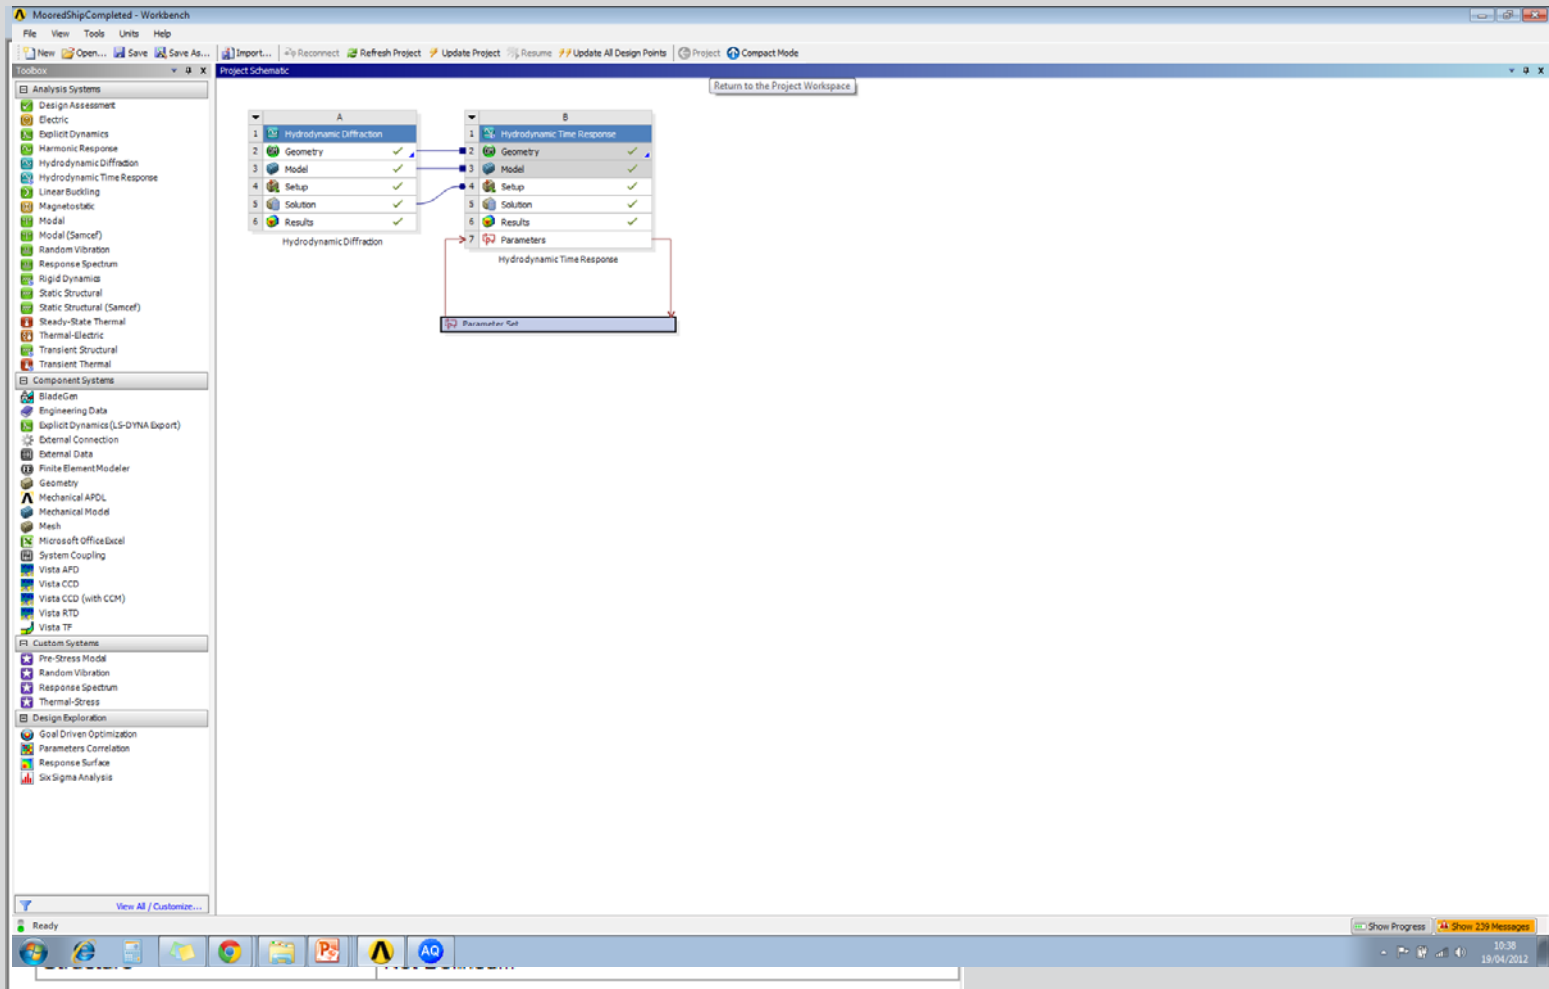 MooredShipCompleted - Workbench
File View Tools Units Help
New Open... Save Save As... Import... Reconnect Refresh Project Update Project Resume Update All Design Points Project Compact Mode
Toolbox
Project Schematic
Return to the Project Workspace
Analysis Systems
Design Assessment
Electric
Explicit Dynamics
Harmonic Response
Hydrodynamic Diffraction
Hydrodynamic Time Response
Linear Buckling
Magnetostatic
Modal
Modal (Samcef)
Random Vibration
Response Spectrum
Rigid Dynamics
Static Structural
Static Structural (Samcef)
Steady-State Thermal
Thermal-Electric
Transient Structural
Transient Thermal
Component Systems
BladeGen
Engineering Data
Explicit Dynamics (LS-DYNA Export)
External Connection
External Data
Finite Element Modeler
Geometry
Mechanical APDL
Mechanical Model
Mesh
Microsoft Office Excel
System Coupling
Vista AFD
Vista CCD
Vista CCD (with CCM)
Vista RTD
Vista TF
Custom Systems
Pre-Stress Modal
Random Vibration
Response Spectrum
Thermal-Stress
Design Exploration
Goal Driven Optimization
Parameters Correlation
Response Surface
Six Sigma Analysis
View All / Customize...
A
1 Hydrodynamic Diffraction
2 Geometry
3 Model
4 Setup
5 Solution
6 Results
Hydrodynamic Diffraction
B
1 Hydrodynamic Time Response
2 Geometry
3 Model
4 Setup
5 Solution
6 Results
7 Parameters
Hydrodynamic Time Response
Parameter Set
Ready
Show Progress Show 239 Messages
AQ
10:38
19/04/2012
Structure